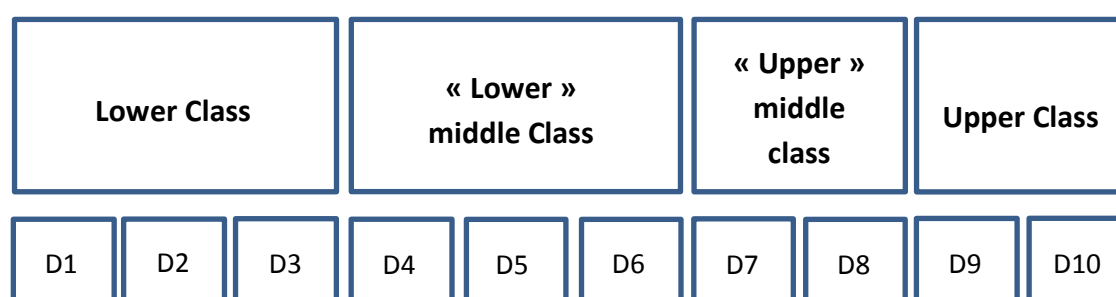 Lower Class
« Lower »
middle Class
« Upper »
middle
class
Upper Class
D1 D2 D3 D4 D5 D6 D7 D8 D9 D10